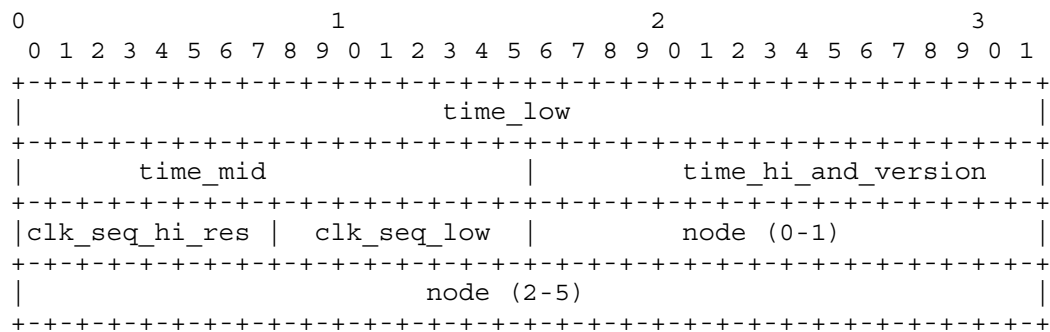 0                   1                   2                   3
 0 1 2 3 4 5 6 7 8 9 0 1 2 3 4 5 6 7 8 9 0 1 2 3 4 5 6 7 8 9 0 1
+-+-+-+-+-+-+-+-+-+-+-+-+-+-+-+-+-+-+-+-+-+-+-+-+-+-+-+-+-+-+-+-+
|                          time_low                             |
+-+-+-+-+-+-+-+-+-+-+-+-+-+-+-+-+-+-+-+-+-+-+-+-+-+-+-+-+-+-+-+-+
|       time_mid                |         time_hi_and_version   |
+-+-+-+-+-+-+-+-+-+-+-+-+-+-+-+-+-+-+-+-+-+-+-+-+-+-+-+-+-+-+-+-+
|clk_seq_hi_res |  clk_seq_low  |         node (0-1)            |
+-+-+-+-+-+-+-+-+-+-+-+-+-+-+-+-+-+-+-+-+-+-+-+-+-+-+-+-+-+-+-+-+
|                         node (2-5)                            |
+-+-+-+-+-+-+-+-+-+-+-+-+-+-+-+-+-+-+-+-+-+-+-+-+-+-+-+-+-+-+-+-+